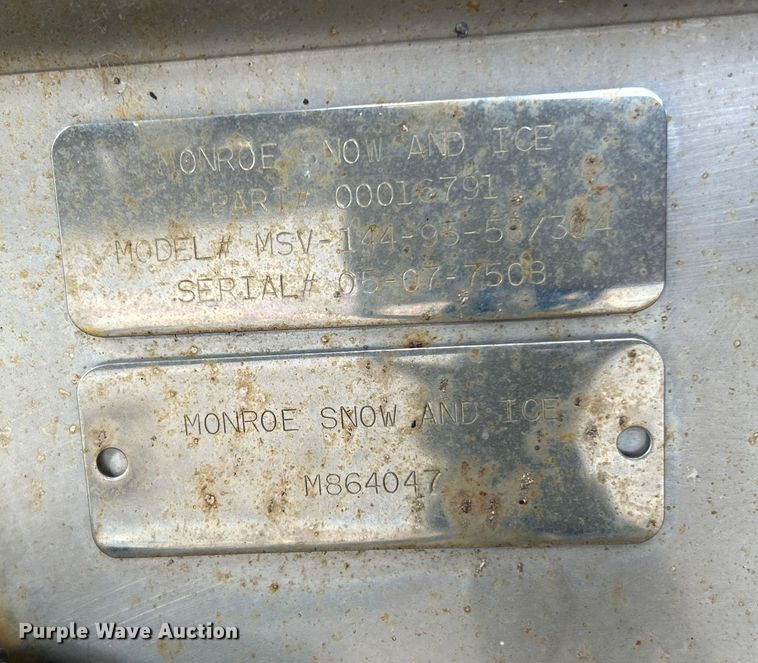 MONROE SNOW AND ICE
PART# 00016791
MODEL# MSV-144-95-56/304
SERIAL# 05-07-7508
MONROE SNOW AND ICE
M864047
Purple Wave Auction